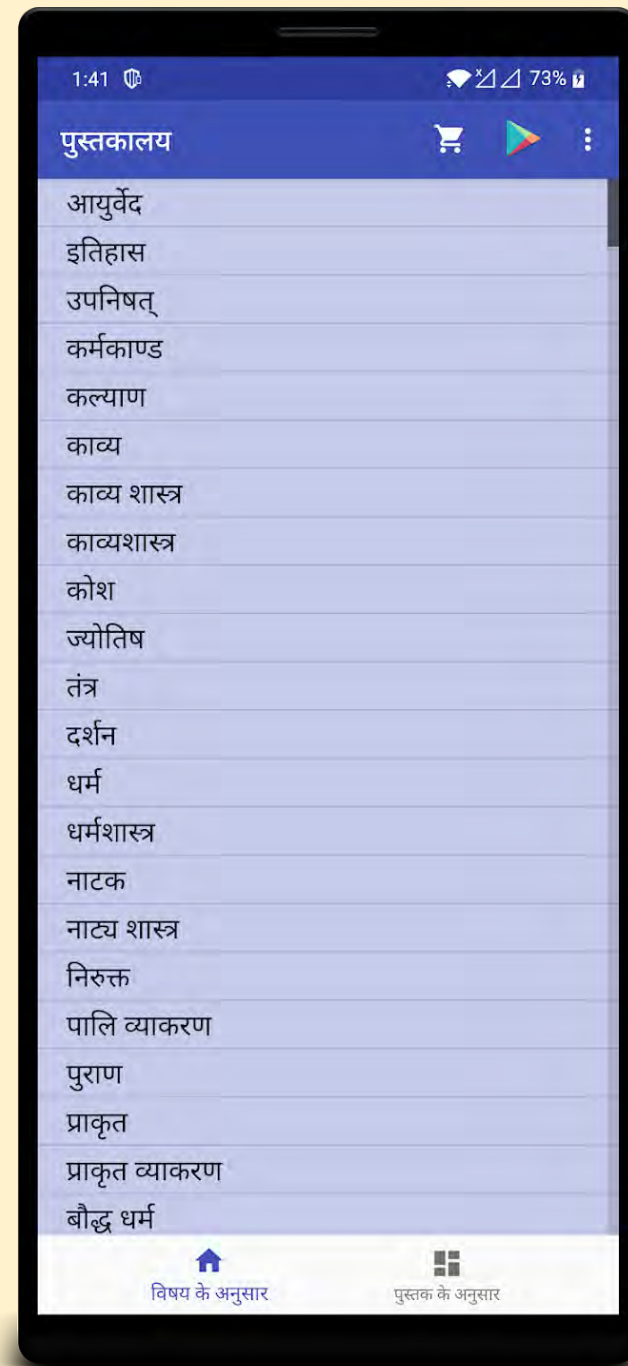 1:41 73%
पुस्तकालय
आयुर्वेद
इतिहास
उपनिषत्
कर्मकाण्ड
कल्याण
काव्य
काव्य शास्त्र
काव्यशास्त्र
कोश
ज्योतिष
तंत्र
दर्शन
धर्म
धर्मशास्त्र
नाटक
नाट्य शास्त्र
निरुक्त
पालि व्याकरण
पुराण
प्राकृत
प्राकृत व्याकरण
बौद्ध धर्म
विषय के अनुसार पुस्तक के अनुसार